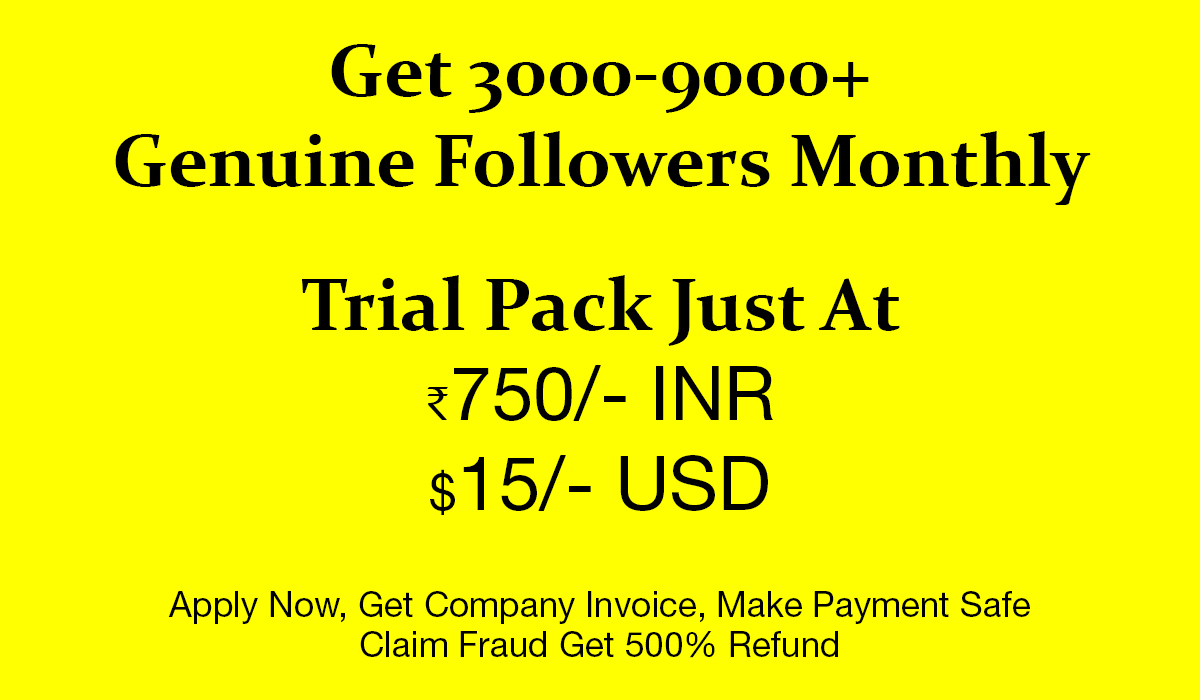 Get 3000-9000+
Genuine Followers Monthly
Trial Pack Just At
₹750/- INR
$15/- USD
Apply Now, Get Company Invoice, Make Payment Safe
Claim Fraud Get 500% Refund